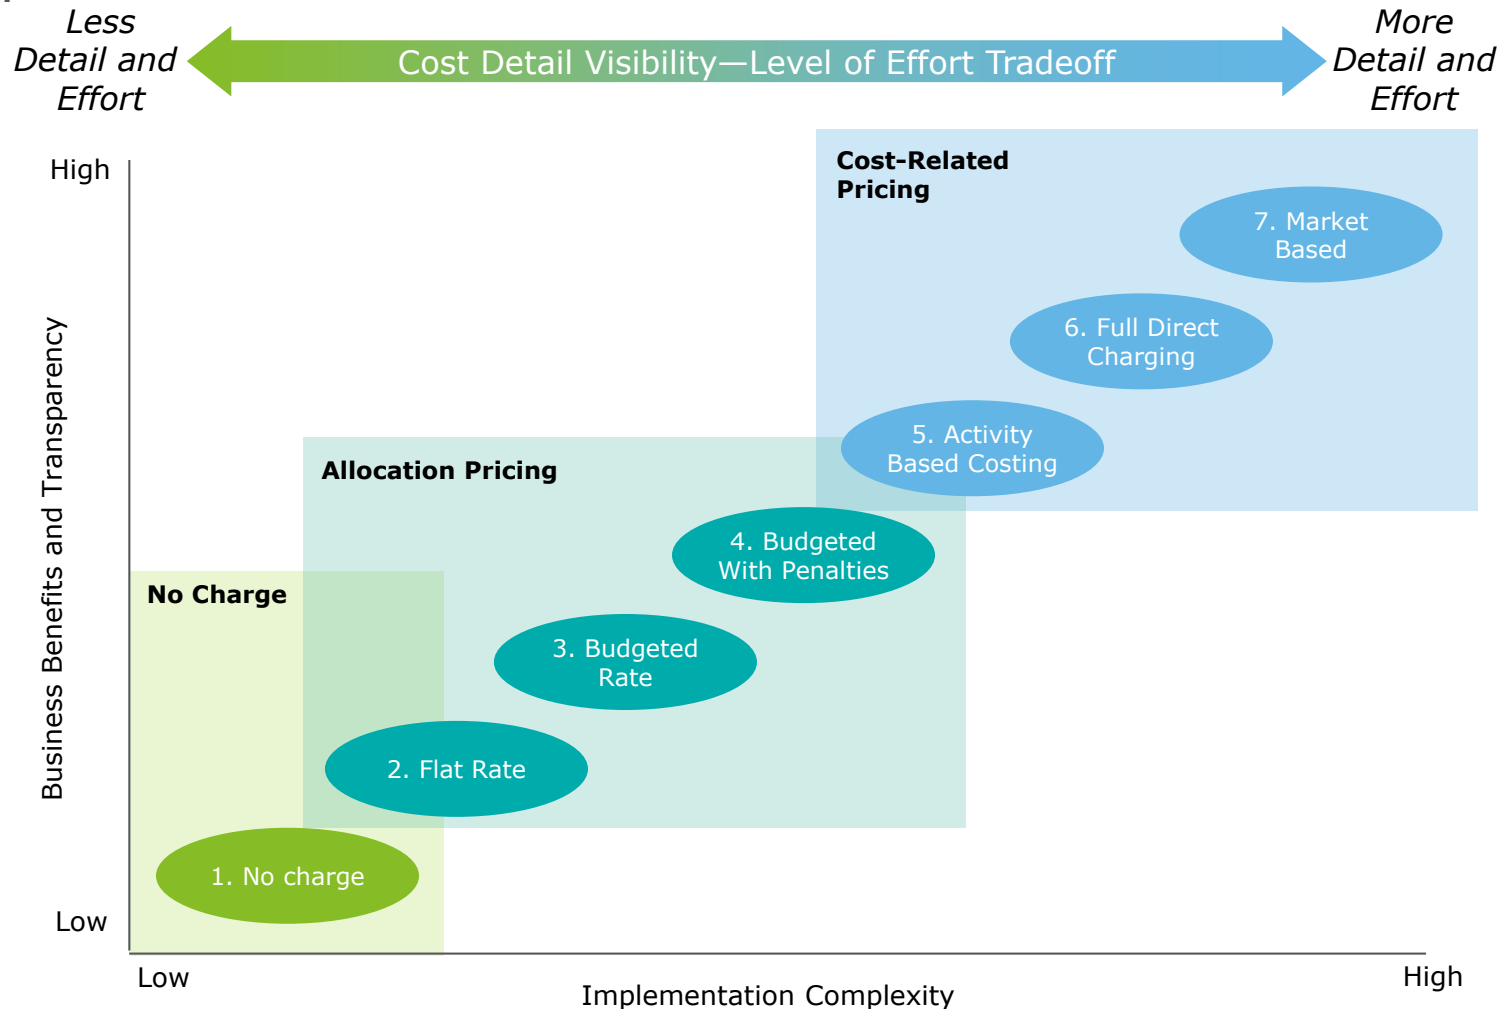 Less
Detail and
Effort
Cost Detail Visibility—Level of Effort Tradeoff
More
Detail and
Effort
High
Cost-Related
Pricing
7. Market
Based
6. Full Direct
Charging
5. Activity
Based Costing
Allocation Pricing
4. Budgeted
With Penalties
No Charge
3. Budgeted
Rate
2. Flat Rate
1. No charge
Business Benefits and Transparency
Low
Low
High
Implementation Complexity